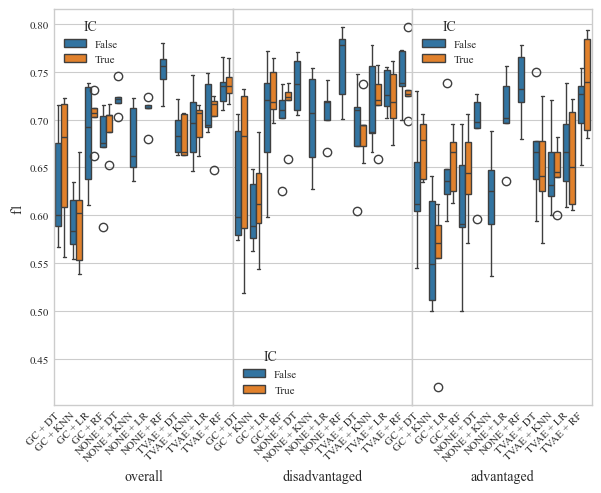 IC
False
True
IC
False
True
IC
False
True
f1
0.80
0.75
0.70
0.65
0.60
0.55
0.50
0.45
GC + DT
GC + KNN
GC + LR
GC + RF
NONE + DT
NONE + KNN
NONE + LR
NONE + RF
TVAE + DT
TVAE + KNN
TVAE + LR
TVAE + RF
GC + DT
GC + KNN
GC + LR
GC + RF
NONE + DT
NONE + KNN
NONE + LR
NONE + RF
TVAE + DT
TVAE + KNN
TVAE + LR
TVAE + RF
GC + DT
GC + KNN
GC + LR
GC + RF
NONE + DT
NONE + KNN
NONE + LR
NONE + RF
TVAE + DT
TVAE + KNN
TVAE + LR
TVAE + RF
overall
disadvantaged
advantaged